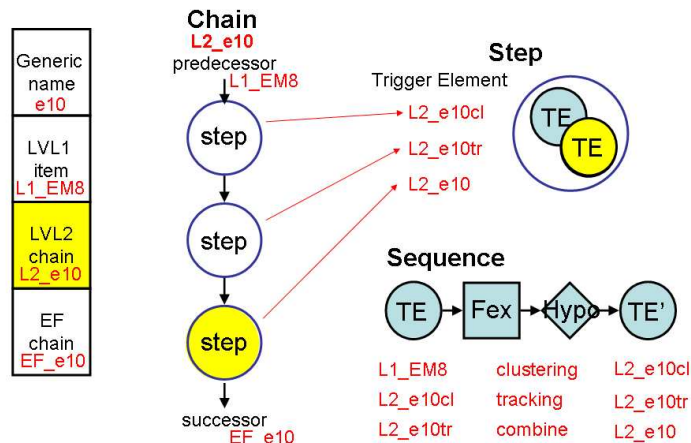 Generic
name
e10
LVL1
item
L1_EM8
LVL2
chain
L2_e10
EF
chain
EF_e10
Chain
L2_e10
predecessor
L1_EM8
step
step
step
successor
EF_e10
Step
Trigger Element
L2_e10cl
L2_e10tr
L2_e10
TE
TE
Sequence
TE
Fex
Hypo
TE'
L1_EM8 clustering L2_e10cl
L2_e10cl tracking L2_e10tr
L2_e10tr combine L2_e10